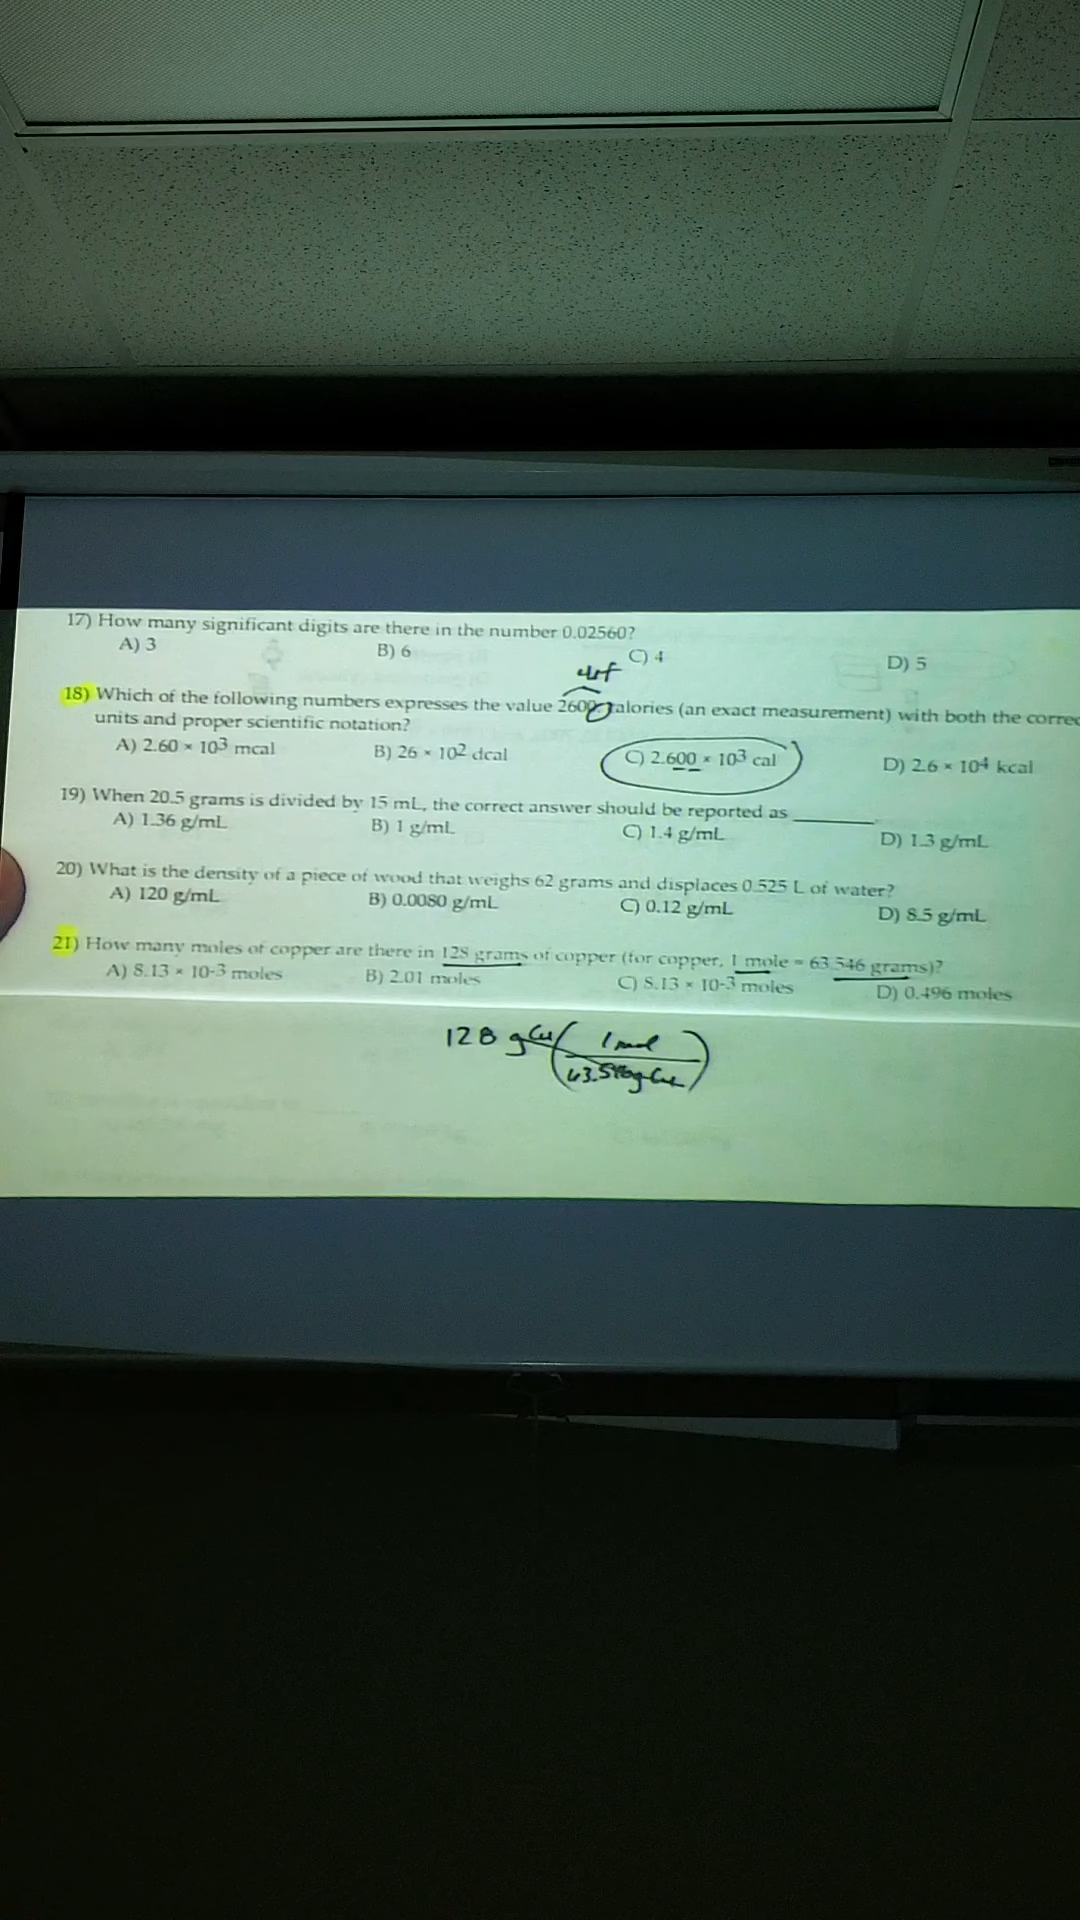 17) How many significant digits are there in the number 0.02560?
A) 3 B) 6 C) 4 D) 5
4sf
18) Which of the following numbers expresses the value 2600. calories (an exact measurement) with both the correc
units and proper scientific notation?
A) 2.60 × 10³ mcal B) 26 × 10² dcal C) 2.600 × 10³ cal D) 2.6 × 10⁴ kcal
19) When 20.5 grams is divided by 15 mL, the correct answer should be reported as ________
A) 1.36 g/mL B) 1 g/mL C) 1.4 g/mL D) 1.3 g/mL
20) What is the density of a piece of wood that weighs 62 grams and displaces 0.525 L of water?
A) 120 g/mL B) 0.0080 g/mL C) 0.12 g/mL D) 8.5 g/mL
21) How many moles of copper are there in 128 grams of copper (for copper, 1 mole = 63.546 grams)?
A) 8.13 × 10-3 moles B) 2.01 moles C) 8.13 × 10-3 moles D) 0.496 moles
128 g Cu ( 1 mol
63.546 g Cu )